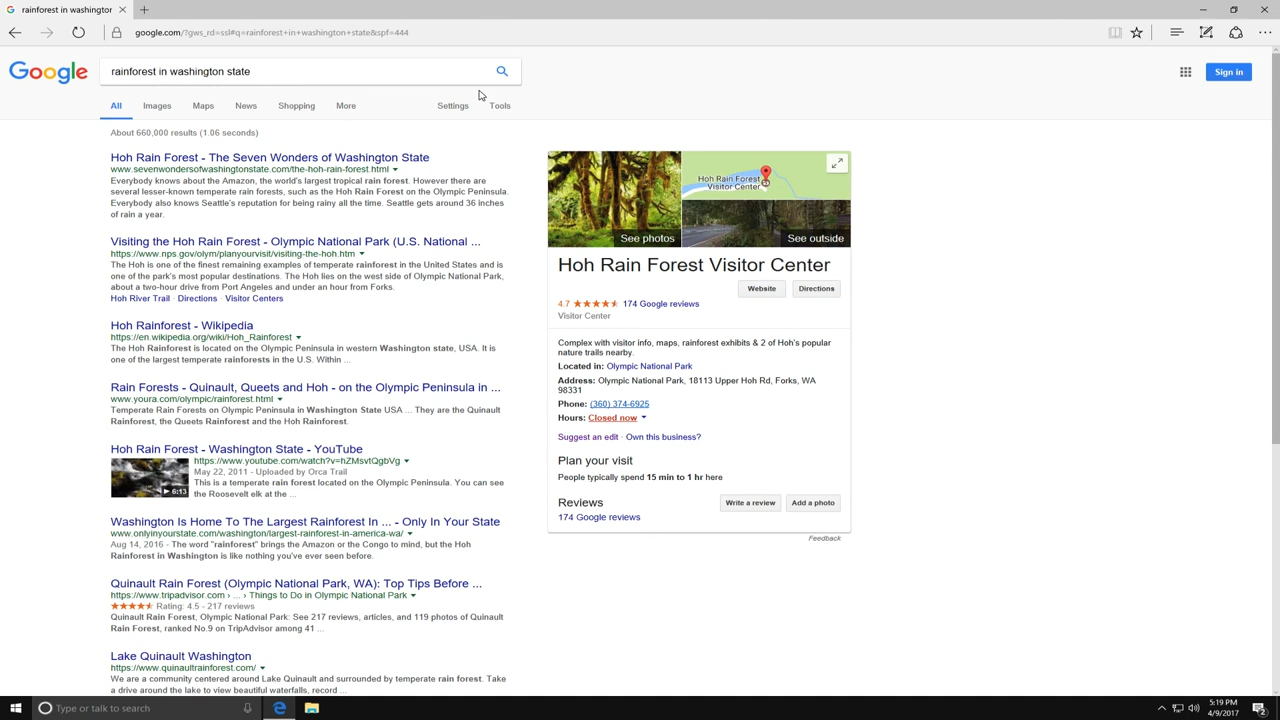 rainforest in washington state
google.com/?gws_rd=ssl#q=rainforest+in+washington+state&spf=444
Google
rainforest in washington state
Sign in
All Images Maps News Shopping More Settings Tools
About 660,000 results (1.06 seconds)
Hoh Rain Forest - The Seven Wonders of Washington State
www.sevenwondersofwashingtonstate.com/the-hoh-rain-forest.html
Everybody knows about the Amazon, the world's largest tropical rain forest. However there are
several lesser-known temperate rain forests, such as the Hoh Rain Forest on the Olympic Peninsula.
Everybody also knows Seattle's reputation for being rainy all the time. Seattle gets around 36 inches
of rain a year.
Visiting the Hoh Rain Forest - Olympic National Park (U.S. National ...
https://www.nps.gov/olym/planyourvisit/visiting-the-hoh.htm
The Hoh is one of the finest remaining examples of temperate rainforest in the United States and is
one of the park's most popular destinations. The Hoh lies on the west side of Olympic National Park,
about a two-hour drive from Port Angeles and under an hour from Forks.
Hoh River Trail · Directions · Visitor Centers
Hoh Rainforest - Wikipedia
https://en.wikipedia.org/wiki/Hoh_Rainforest
The Hoh Rainforest is located on the Olympic Peninsula in western Washington state, USA. It is
one of the largest temperate rainforests in the U.S. Within ...
Rain Forests - Quinault, Queets and Hoh - on the Olympic Peninsula in ...
www.youra.com/olympic/rainforest.html
Temperate Rain Forests on Olympic Peninsula in Washington State USA ... They are the Quinault
Rainforest, the Queets Rainforest and the Hoh Rainforest.
Hoh Rain Forest - Washington State - YouTube
https://www.youtube.com/watch?v=hZMsvtQgbVg
May 22, 2011 - Uploaded by Orca Trail
This is a temperate rain forest located on the Olympic Peninsula. You can see
the Roosevelt elk at the ...
6:13
Washington Is Home To The Largest Rainforest In ... - Only In Your State
www.onlyinyourstate.com/washington/largest-rainforest-in-america-wa/
Aug 14, 2016 - The word "rainforest" brings the Amazon or the Congo to mind, but the Hoh
Rainforest in Washington is like nothing you've ever seen before.
Quinault Rain Forest (Olympic National Park, WA): Top Tips Before ...
https://www.tripadvisor.com › ... › Things to Do in Olympic National Park
Rating: 4.5 - 217 reviews
Quinault Rain Forest, Olympic National Park: See 217 reviews, articles, and 119 photos of Quinault
Rain Forest, ranked No.9 on TripAdvisor among 41 ...
Lake Quinault Washington
https://www.quinaultrainforest.com/
We are a community centered around Lake Quinault and surrounded by temperate rain forest. Take
a drive around the lake to view beautiful waterfalls, record ...
Hoh Rain Forest
Visitor Center
See photos
See outside
Hoh Rain Forest Visitor Center
Website Directions
4.7 174 Google reviews
Visitor Center
Complex with visitor info, maps, rainforest exhibits & 2 of Hoh's popular
nature trails nearby.
Located in: Olympic National Park
Address: Olympic National Park, 18113 Upper Hoh Rd, Forks, WA
98331
Phone: (360) 374-6925
Hours: Closed now
Suggest an edit · Own this business?
Plan your visit
People typically spend 15 min to 1 hr here
Reviews
Write a review Add a photo
174 Google reviews
Feedback
Type or talk to search
5:19 PM
4/9/2017
2